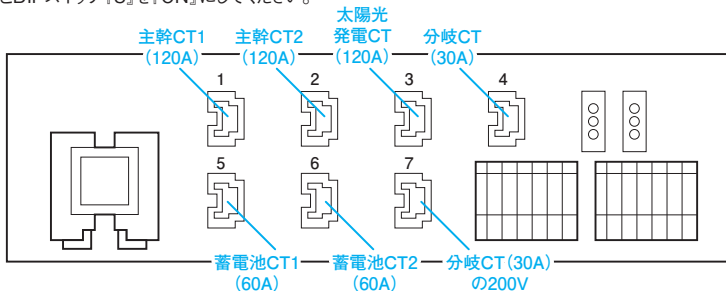 太陽光
主幹CT1 主幹CT2 発電CT 分岐CT
(120A) (120A) (120A) (30A)
1 2 3 4
5 6 7
蓄電池CT1 蓄電池CT2 分岐CT(30A)
(60A) (60A) の200V